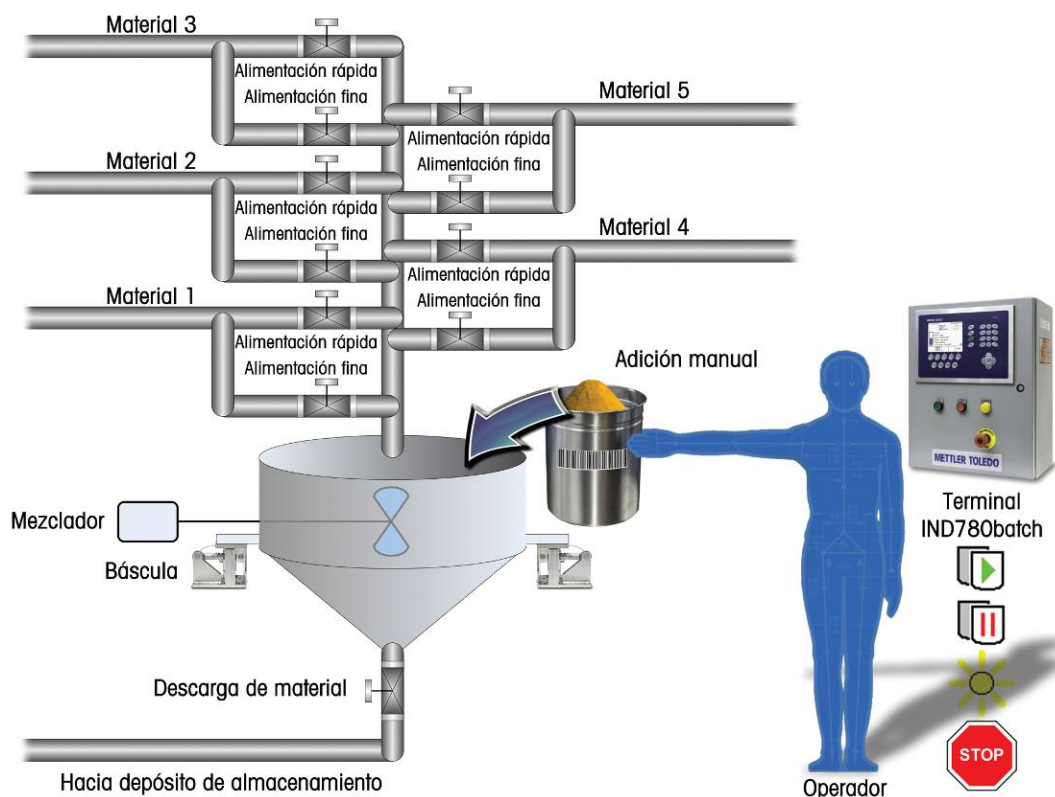 Material 3
Alimentación rápida
Alimentación fina
Material 5
Alimentación rápida
Alimentación fina
Material 2
Alimentación rápida
Alimentación fina
Material 4
Alimentación rápida
Alimentación fina
Material 1
Alimentación rápida
Alimentación fina
Adición manual
METTLER TOLEDO
Terminal
IND780batch
Mezclador
Báscula
Descarga de material
STOP
Hacia depósito de almacenamiento
Operador